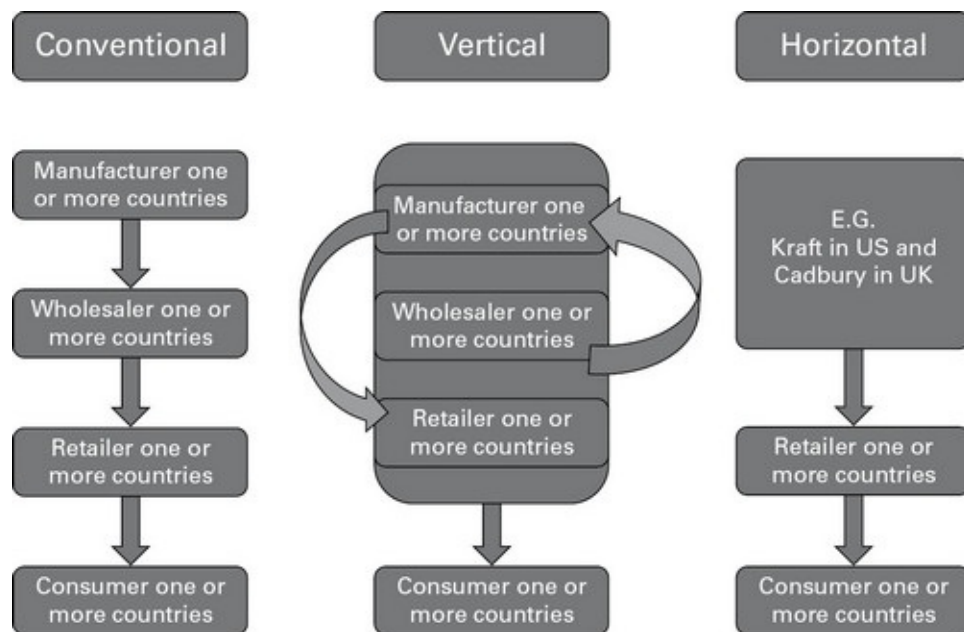 Conventional
Manufacturer one
or more countries
Wholesaler one or
more countries
Retailer one or
more countries
Consumer one or
more countries
Vertical
Manufacturer one
or more countries
Wholesaler one or
more countries
Retailer one or
more countries
Consumer one or
more countries
Horizontal
E.G.
Kraft in US and
Cadbury in UK
Retailer one or
more countries
Consumer one or
more countries